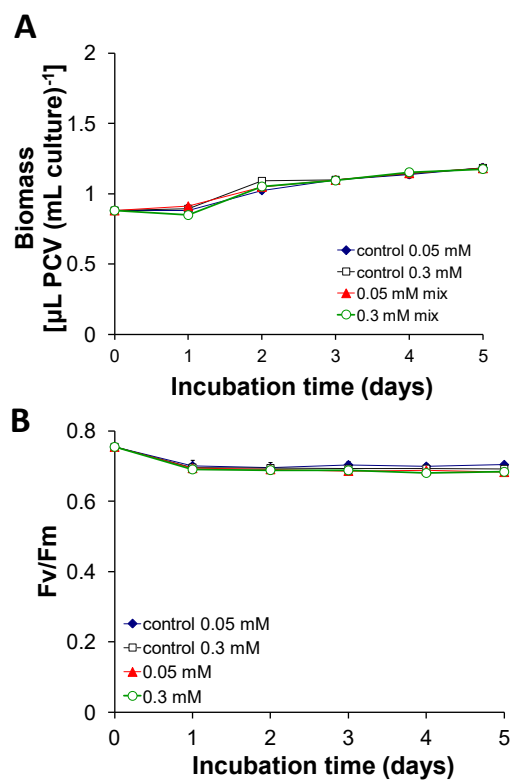 A
Biomass
[µL PCV (mL culture)⁻¹]
2
1.5
1
0.5
0
control 0.05 mM
control 0.3 mM
0.05 mM mix
0.3 mM mix
0 1 2 3 4 5
Incubation time (days)
B
Fv/Fm
0.8
0.6
0.4
0.2
0
control 0.05 mM
control 0.3 mM
0.05 mM
0.3 mM
0 1 2 3 4 5
Incubation time (days)